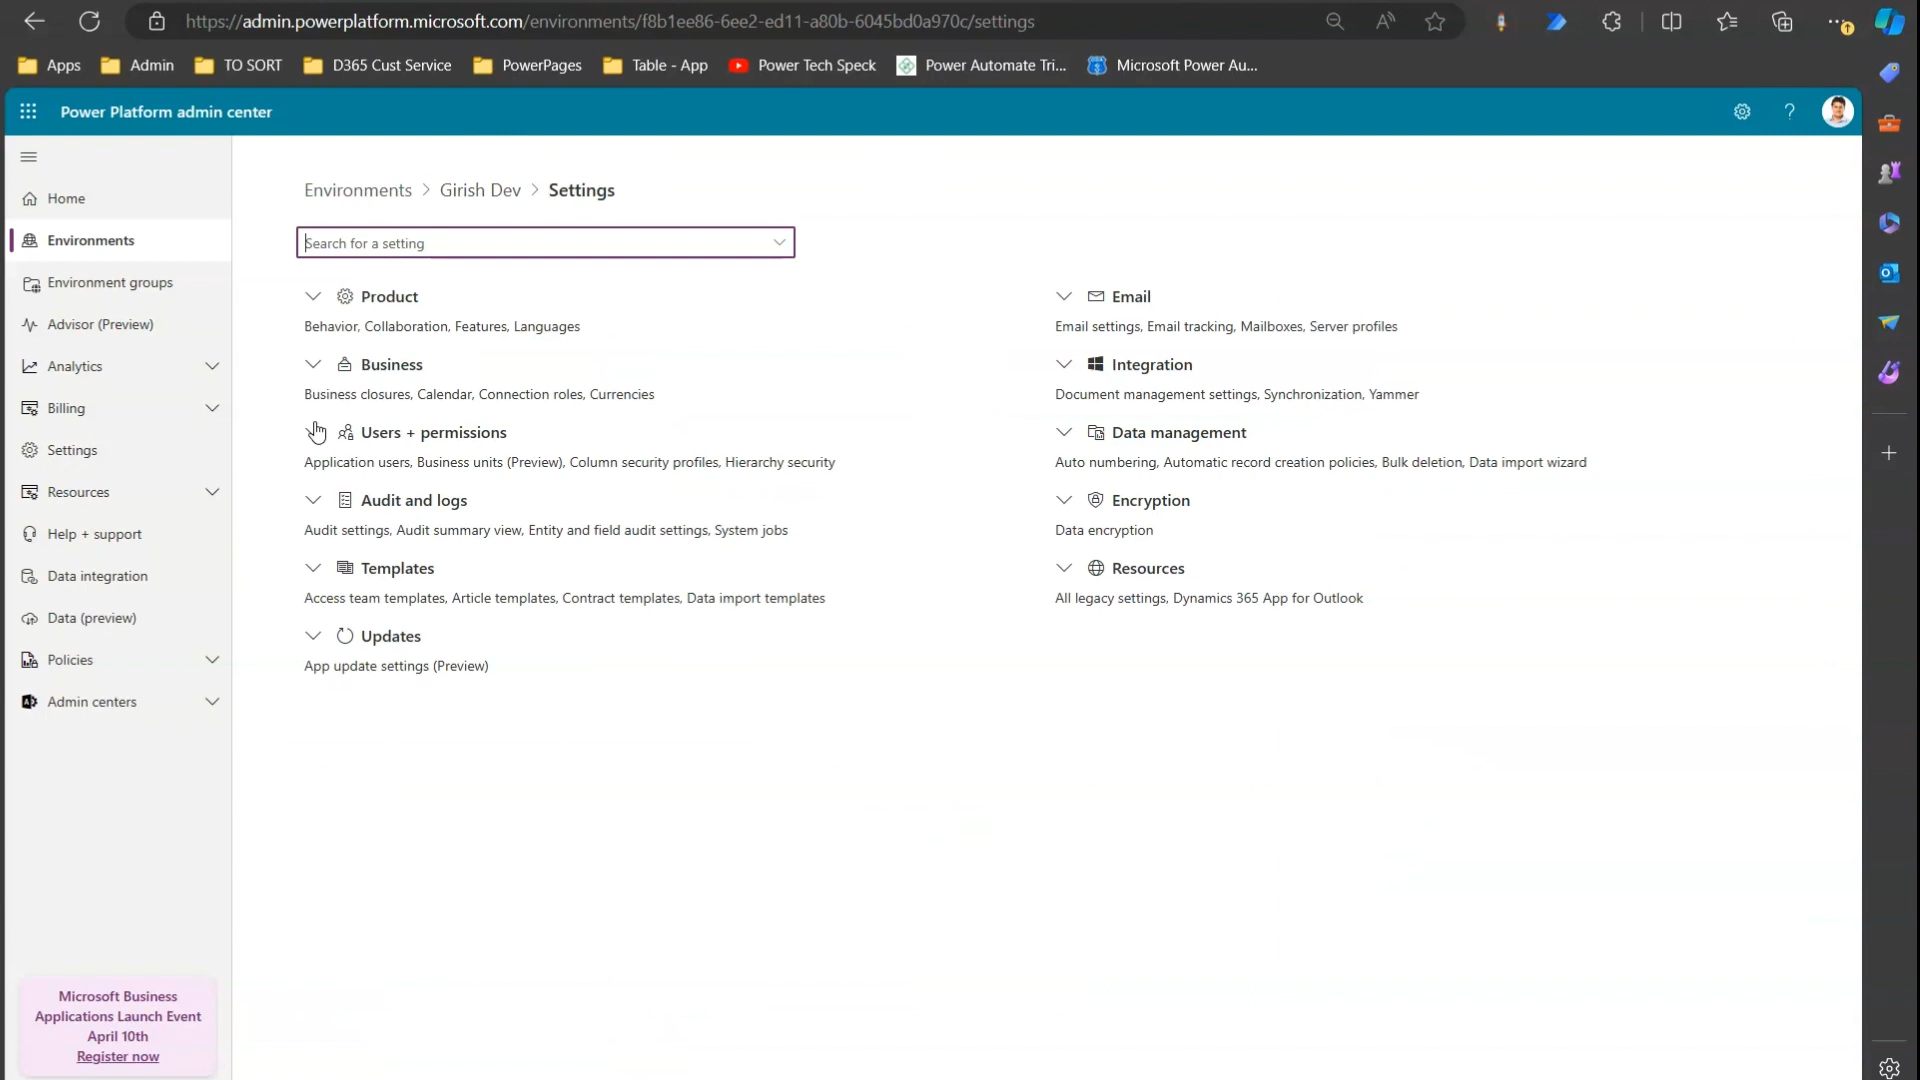 https://admin.powerplatform.microsoft.com/environments/f8b1ee86-6ee2-ed11-a80b-6045bd0a970c/settings
Apps
Admin
TO SORT
D365 Cust Service
PowerPages
Table - App
Power Tech Speck
Power Automate Tri...
Microsoft Power Au...
Power Platform admin center
Home
Environments
Environment groups
Advisor (Preview)
Analytics
Billing
Settings
Resources
Help + support
Data integration
Data (preview)
Policies
Admin centers
Microsoft Business
Applications Launch Event
April 10th
Register now
Environments > Girish Dev > Settings
Search for a setting
Product
Behavior, Collaboration, Features, Languages
Business
Business closures, Calendar, Connection roles, Currencies
Users + permissions
Application users, Business units (Preview), Column security profiles, Hierarchy security
Audit and logs
Audit settings, Audit summary view, Entity and field audit settings, System jobs
Templates
Access team templates, Article templates, Contract templates, Data import templates
Updates
App update settings (Preview)
Email
Email settings, Email tracking, Mailboxes, Server profiles
Integration
Document management settings, Synchronization, Yammer
Data management
Auto numbering, Automatic record creation policies, Bulk deletion, Data import wizard
Encryption
Data encryption
Resources
All legacy settings, Dynamics 365 App for Outlook